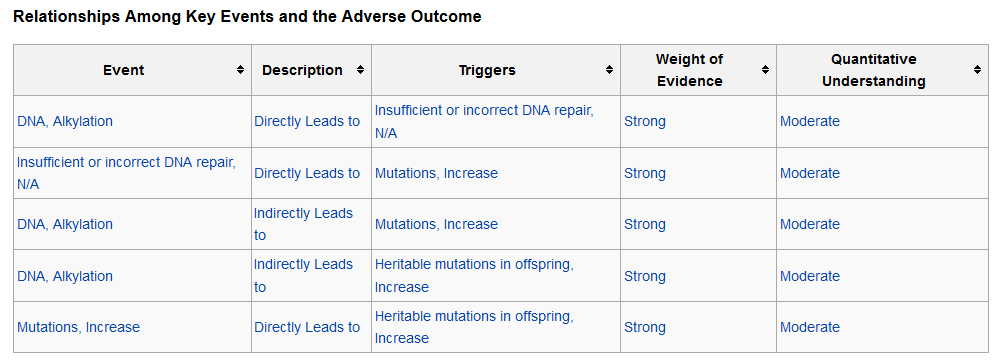 Relationships Among Key Events and the Adverse Outcome
Event Description Triggers Weight of Evidence Quantitative Understanding
DNA, Alkylation Directly Leads to Insufficient or incorrect DNA repair, N/A Strong Moderate
Insufficient or incorrect DNA repair, N/A Directly Leads to Mutations, Increase Strong Moderate
DNA, Alkylation Indirectly Leads to Mutations, Increase Strong Moderate
DNA, Alkylation Indirectly Leads to Heritable mutations in offspring, Increase Strong Moderate
Mutations, Increase Directly Leads to Heritable mutations in offspring, Increase Strong Moderate